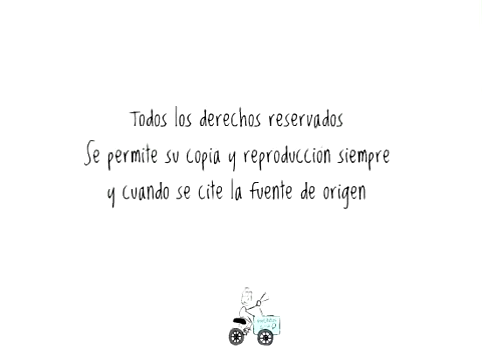 Todos los derechos reservados
Se permite su copia y reproduccion siempre
y cuando se cite la fuente de origen